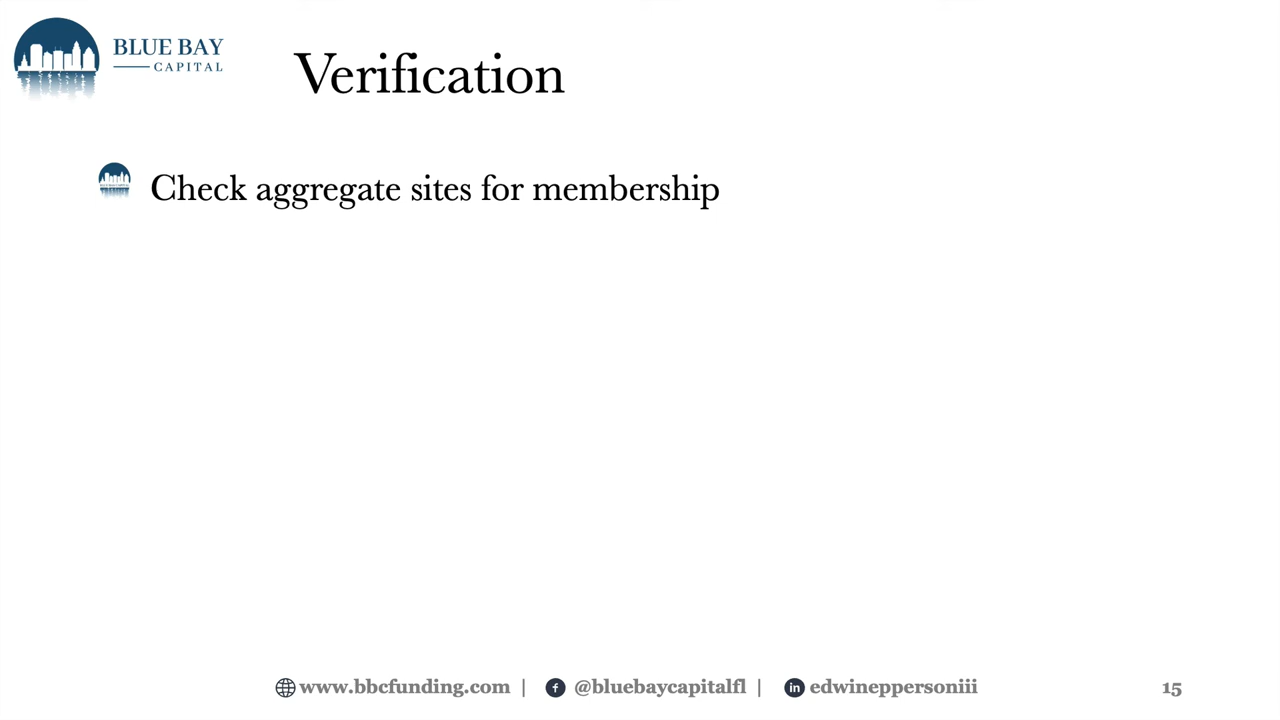 BLUE BAY
CAPITAL
Verification
Check aggregate sites for membership
www.bbcfunding.com | @bluebaycapitalfl | edwineppersoniii
15